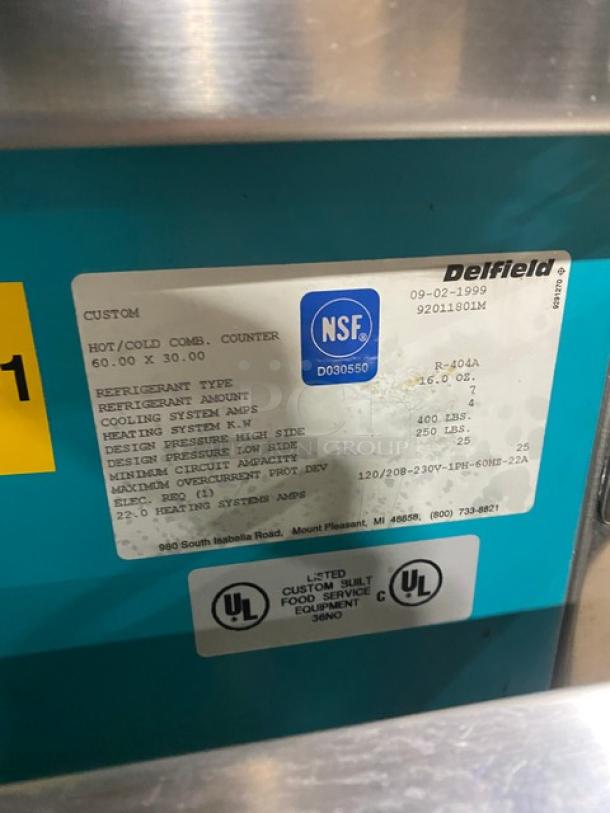 Delfield
CUSTOM
09-02-1999
92011801M
9291270
NSF®
D030550
HOT/COLD COMB. COUNTER
60.00 X 30.00
REFRIGERANT TYPE R-404A
REFRIGERANT AMOUNT 16.0 OZ.
COOLING SYSTEM AMPS 7
HEATING SYSTEM K.W 4
DESIGN PRESSURE HIGH SIDE 400 LBS.
DESIGN PRESSURE LOW SIDE 250 LBS.
MINIMUM CIRCUIT AMPACITY 25
MAXIMUM OVERCURRENT PROT DEV 25
ELEC. REQ (1) 120/208-230V-1PH-60HZ-22A
22.0 HEATING SYSTEMS AMPS
980 South Isabella Road, Mount Pleasant, MI 48858, (800) 733-8821
1
UL
LISTED
CUSTOM BUILT
FOOD SERVICE
EQUIPMENT
36N0
C UL
GROUP